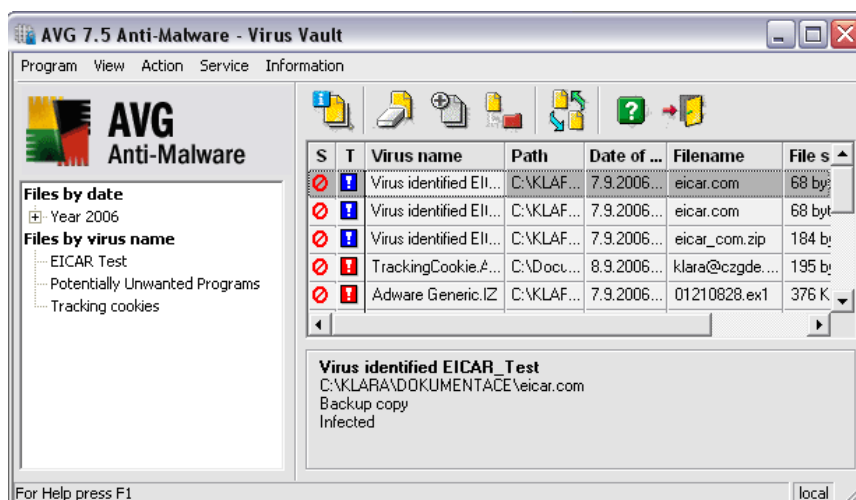 AVG 7.5 Anti-Malware - Virus Vault
Program View Action Service Information
AVG
Anti-Malware
Files by date
Year 2006
Files by virus name
EICAR Test
Potentially Unwanted Programs
Tracking cookies
S T Virus name Path Date of ... Filename File s
Virus identified EI(... C:\KLAF... 7.9.2006... eicar.com 68 by
Virus identified EI(... C:\KLAF... 7.9.2006... eicar.com 68 byt
Virus identified EI(... C:\KLAF... 7.9.2006... eicar_com.zip 184 by
TrackingCookie.A... C:\Docu... 8.9.2006... klara@czgde.... 195 by
Adware Generic.IZ C:\KLAF... 7.9.2006... 01210828.ex1 376 K
Virus identified EICAR_Test
C:\KLARA\DOKUMENTACE\eicar.com
Backup copy
Infected
For Help press F1 local